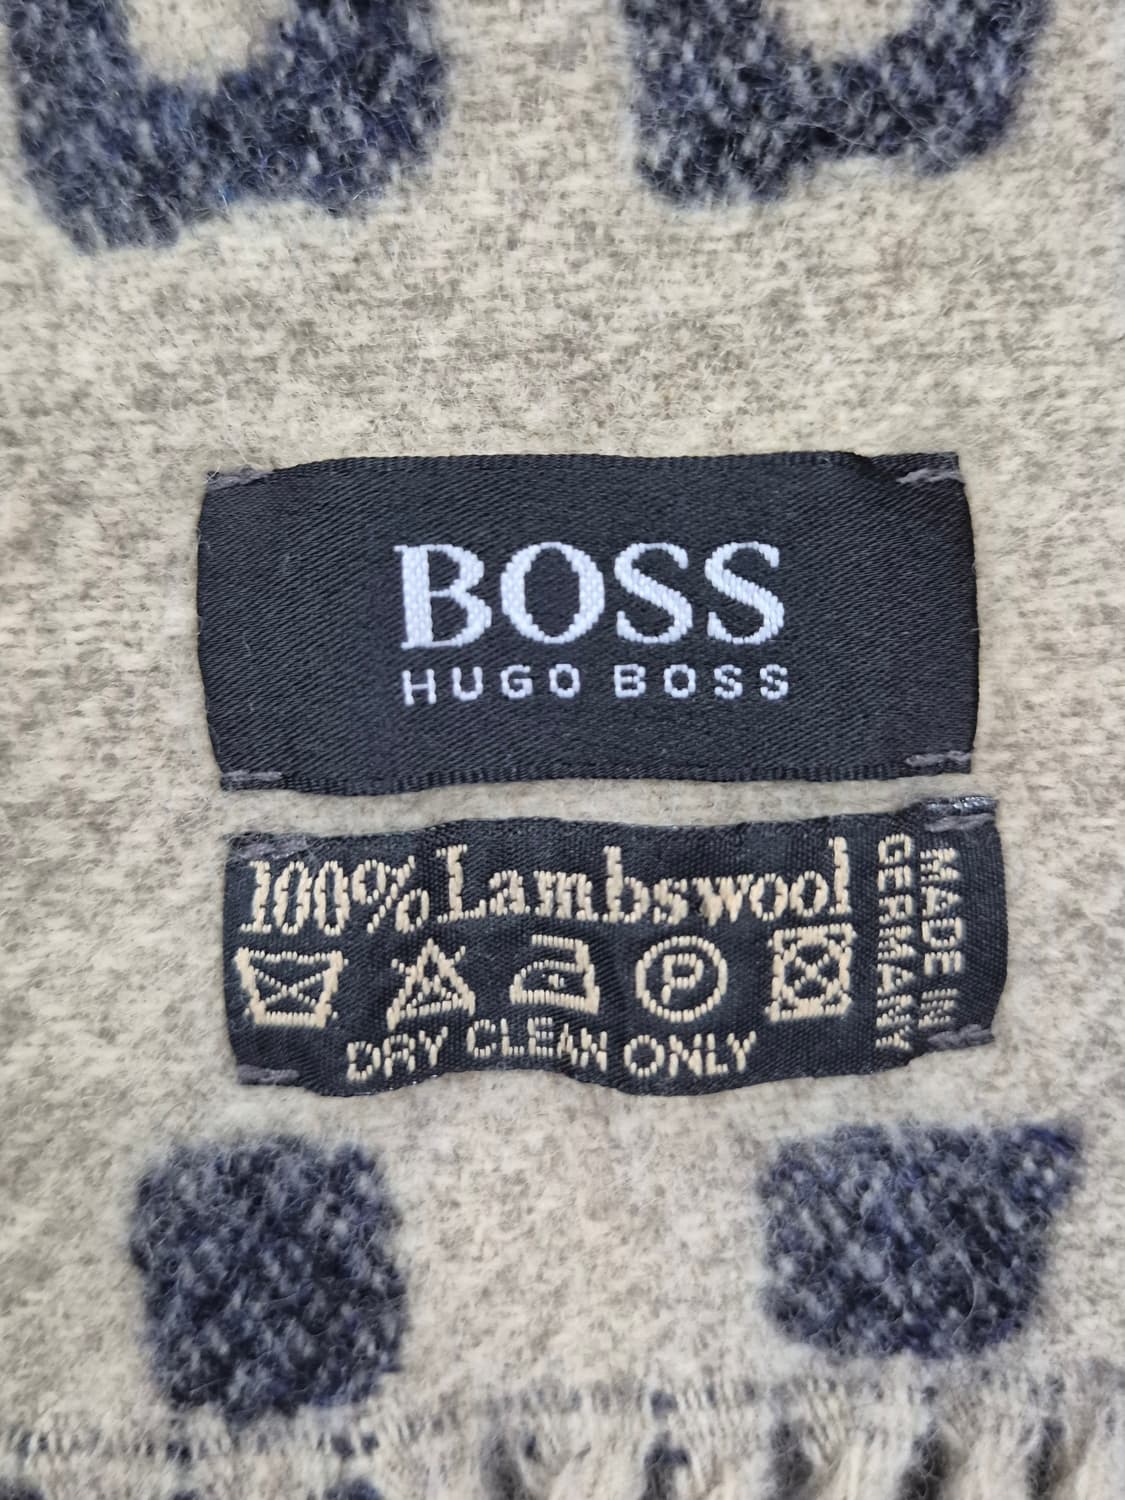 BOSS
HUGO BOSS
100% Lambswool
P
DRY CLEAN ONLY
MADE IN
GERMANY